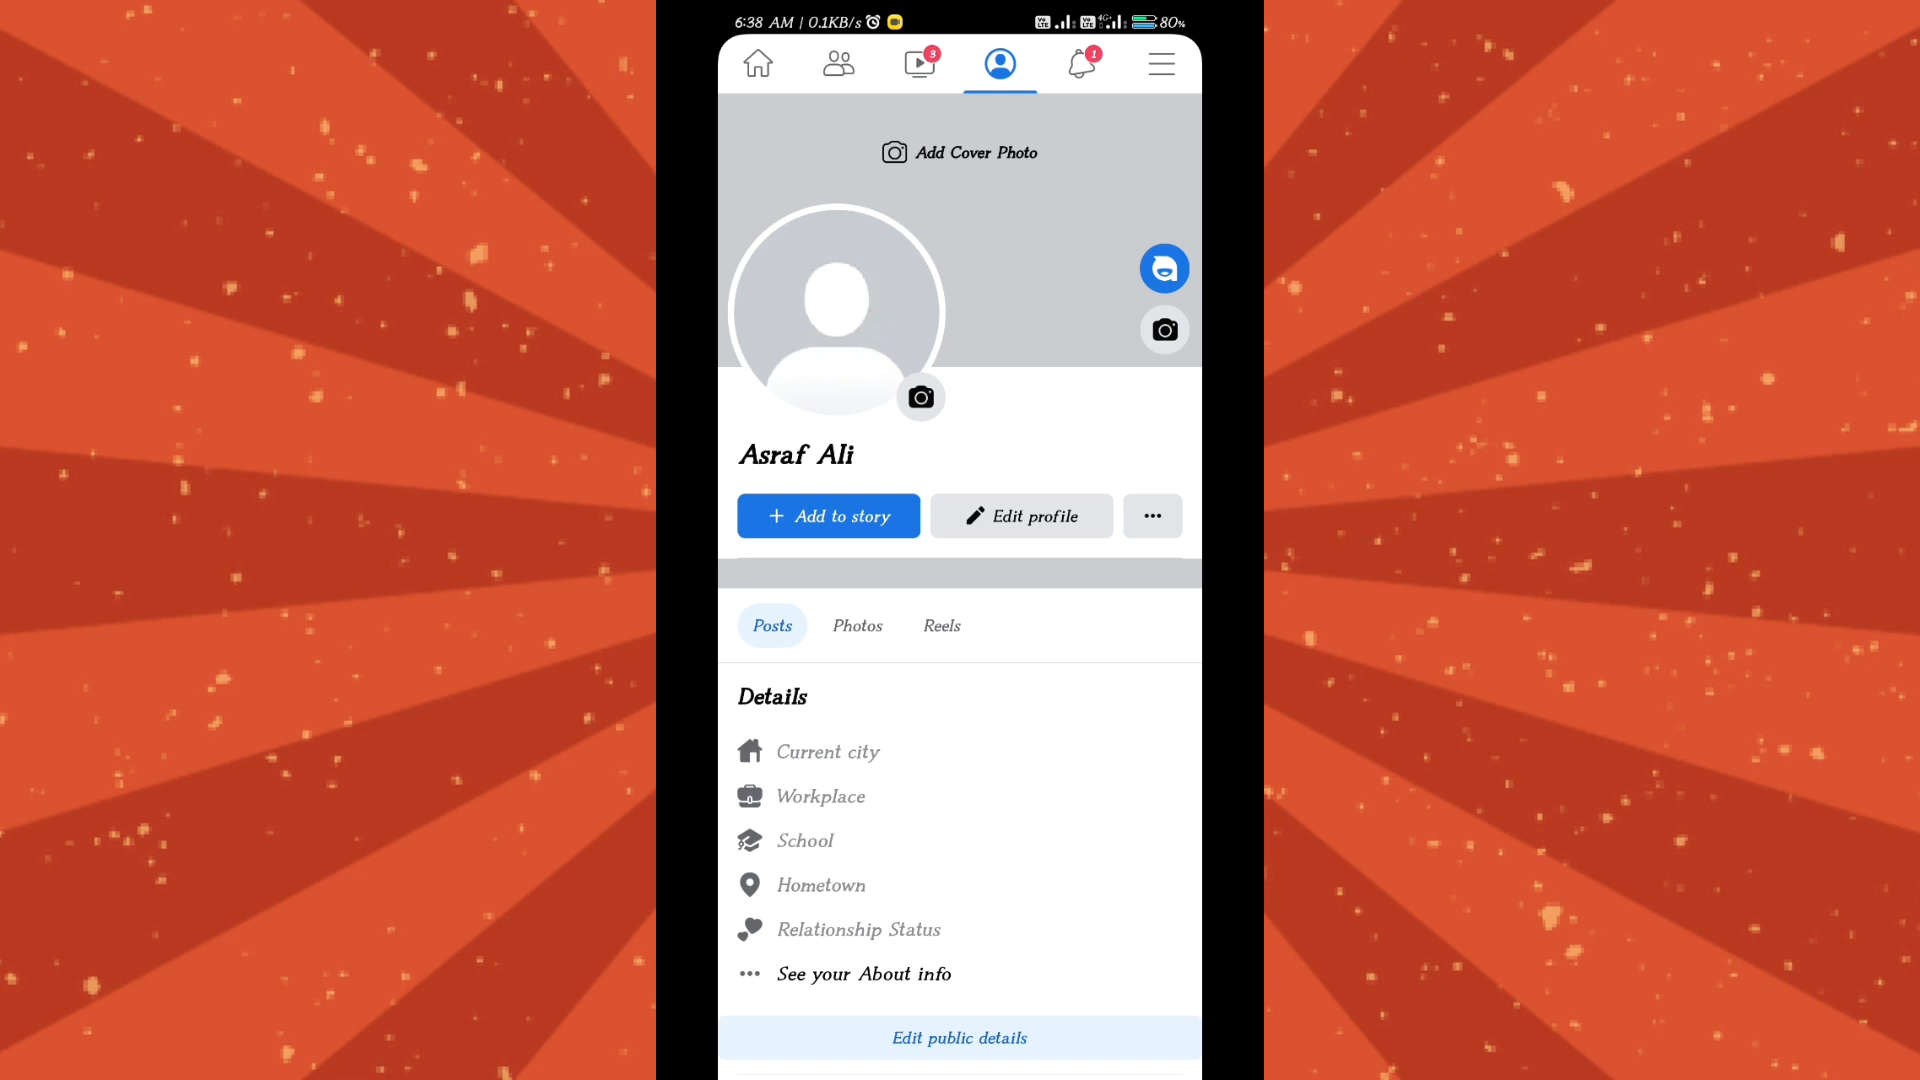 6:38 AM | 0.1KB/s 4G 80%
3
1
Add Cover Photo
Asraf Ali
+ Add to story
Edit profile
Posts Photos Reels
Details
Current city
Workplace
School
Hometown
Relationship Status
See your About info
Edit public details